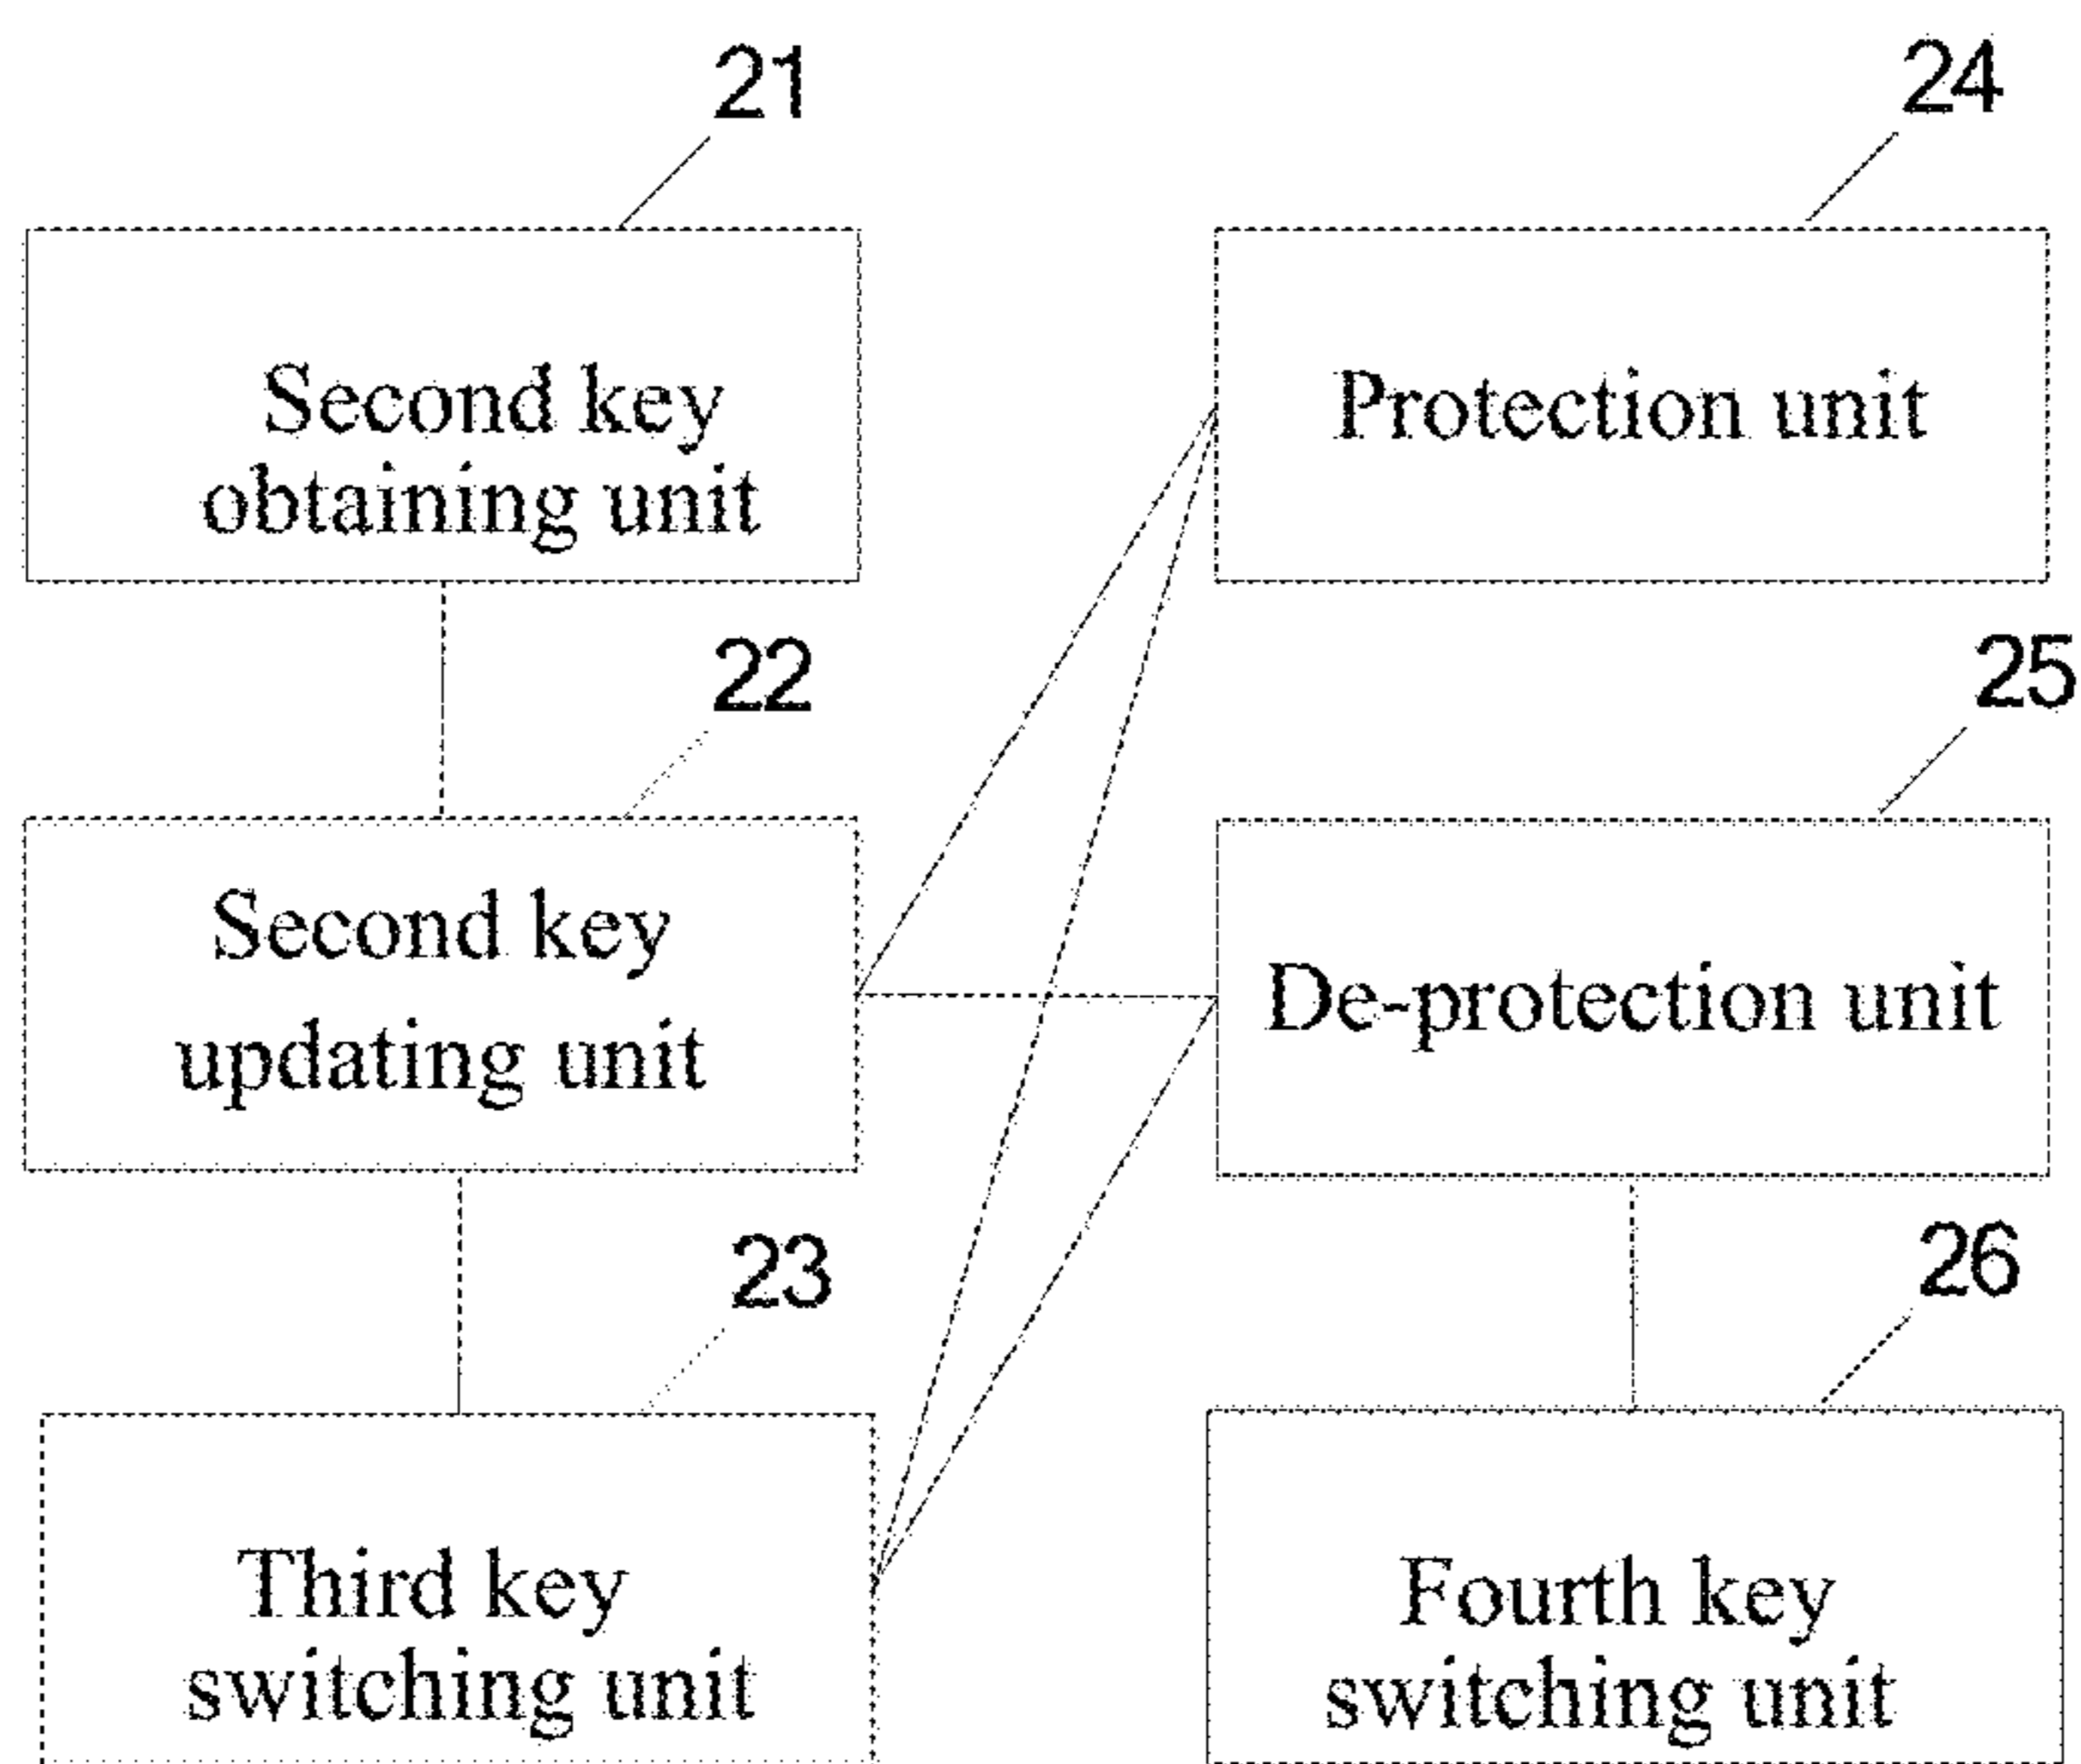 21
Second key
obtaining unit
22
Second key
updating unit
23
Third key
switching unit
24
Protection unit
25
De-protection unit
26
Fourth key
switching unit